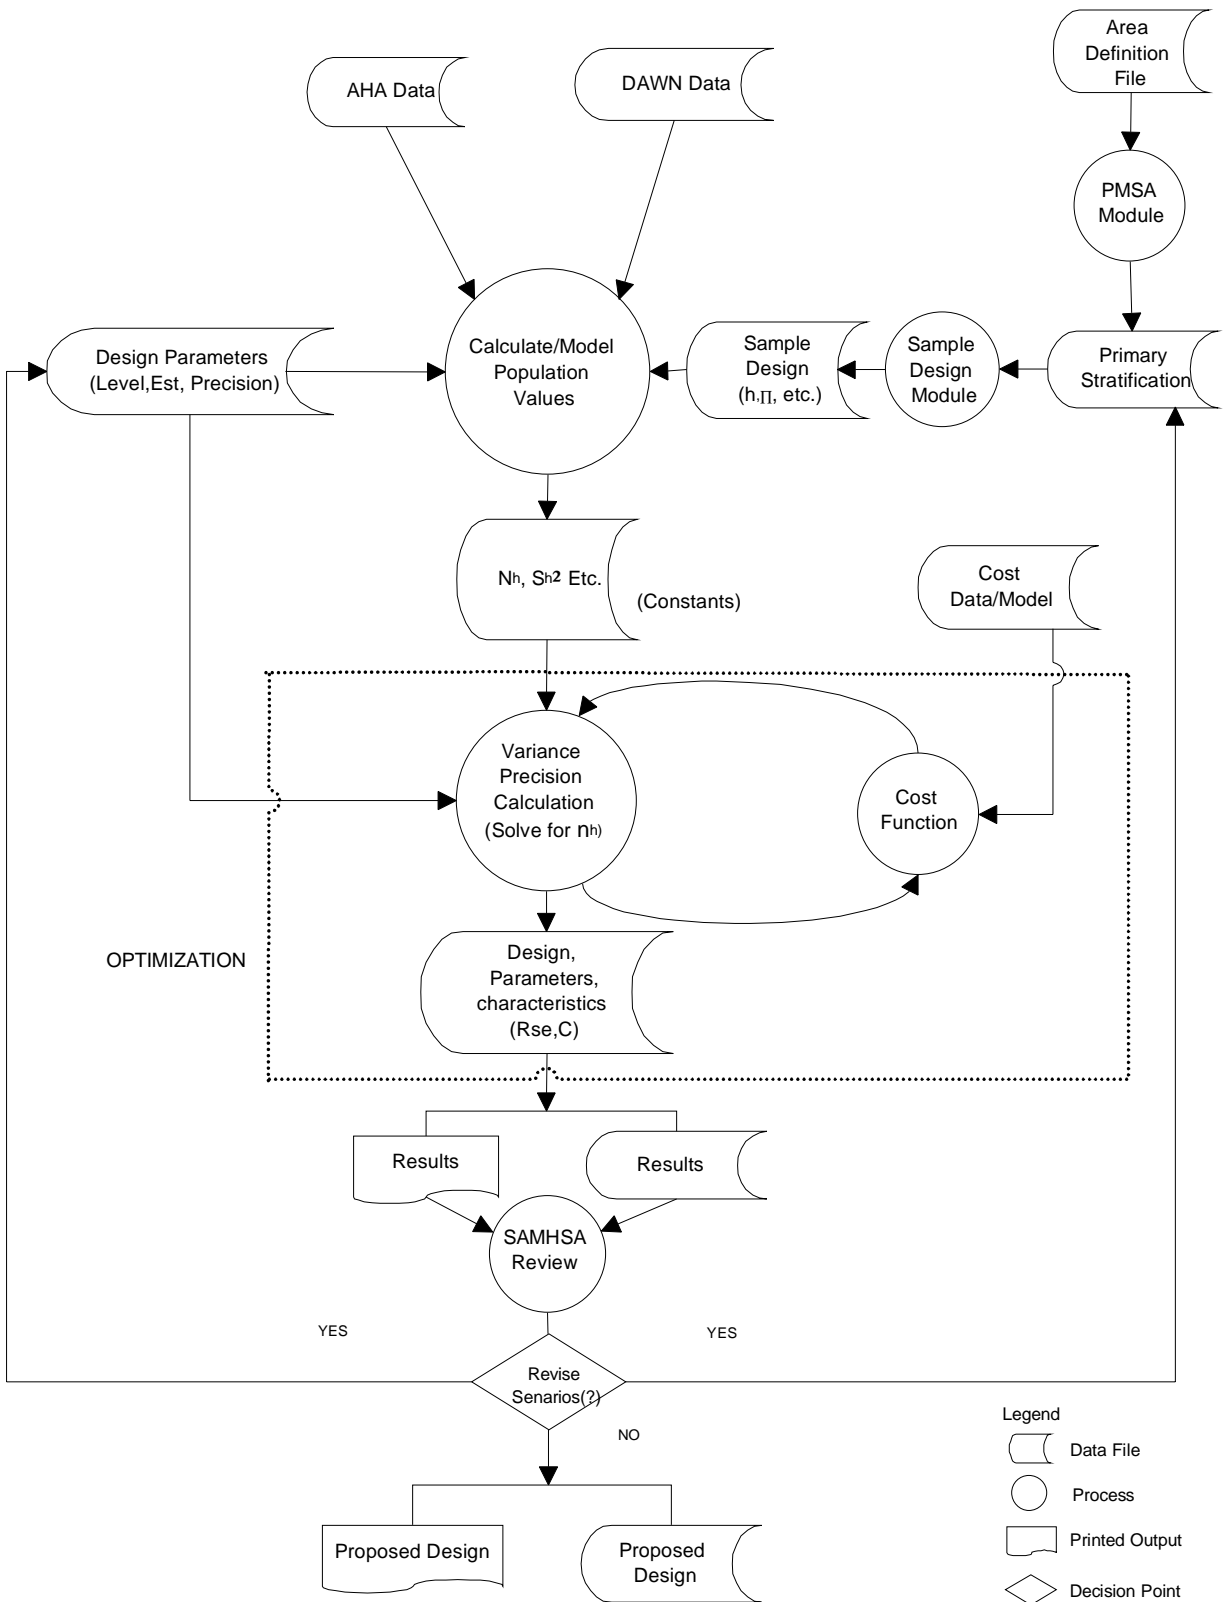 Area
Definition
File
AHA Data
DAWN Data
PMSA
Module
Design Parameters
(Level,Est, Precision)
Calculate/Model
Population
Values
Sample
Design
(h,Π, etc.)
Sample
Design
Module
Primary
Stratification
Nh, Sh2 Etc.
(Constants)
Cost
Data/Model
Variance
Precision
Calculation
(Solve for nh)
Cost
Function
OPTIMIZATION
Design,
Parameters,
characteristics
(Rse,C)
Results
Results
SAMHSA
Review
YES
YES
Revise
Senarios(?)
NO
Proposed Design
Proposed
Design
Legend
Data File
Process
Printed Output
Decision Point